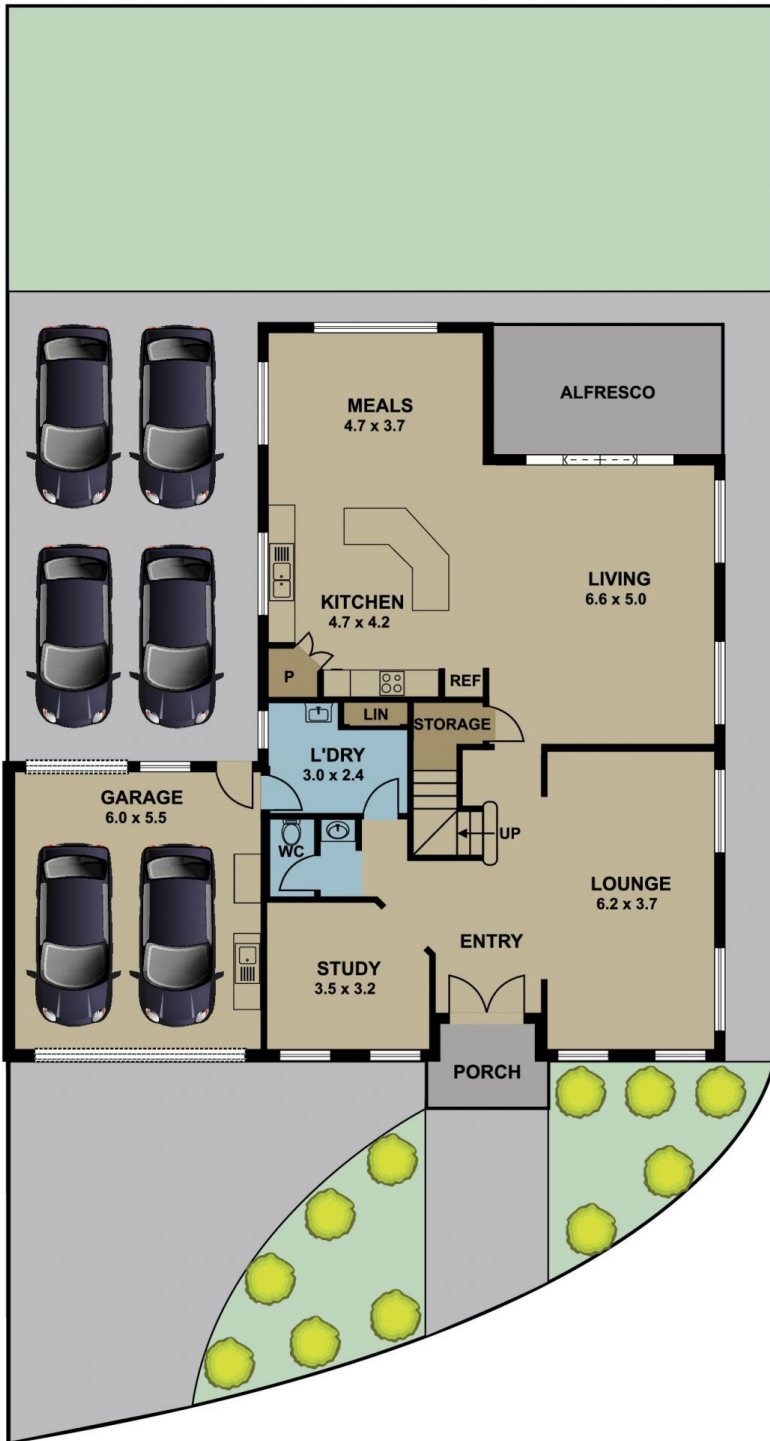 ALFRESCO
MEALS
4.7 x 3.7
LIVING
6.6 x 5.0
KITCHEN
4.7 x 4.2
P
REF
LIN
STORAGE
L'DRY
3.0 x 2.4
GARAGE
6.0 x 5.5
UP
WC
LOUNGE
6.2 x 3.7
ENTRY
STUDY
3.5 x 3.2
PORCH